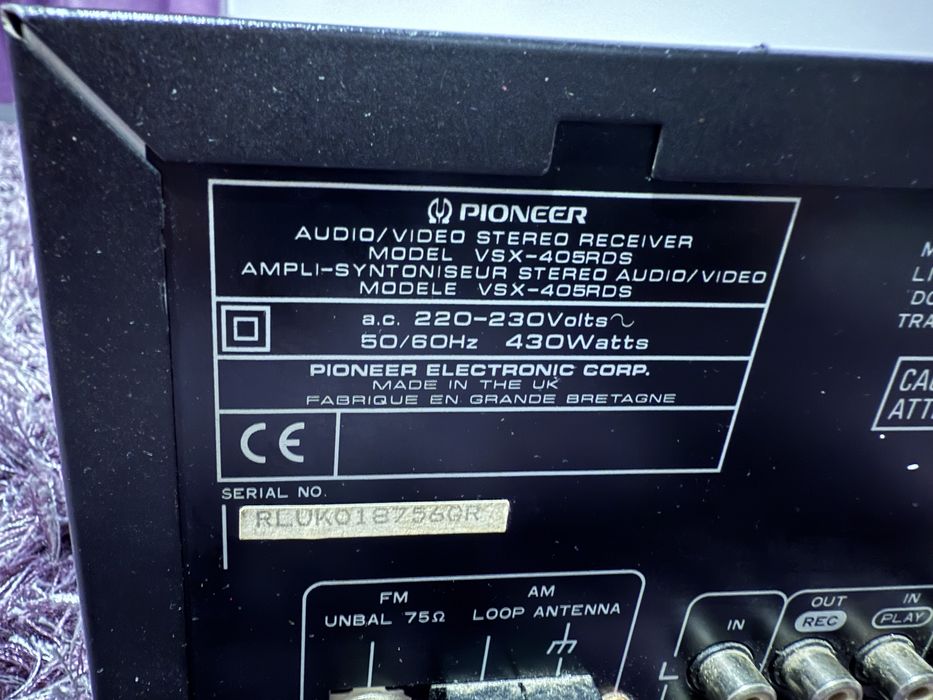 PIONEER
AUDIO/VIDEO STEREO RECEIVER
MODEL VSX-405RDS
AMPLI-SYNTONISEUR STEREO AUDIO/VIDEO
MODELE VSX-405RDS
a.c. 220-230Volts~
50/60Hz 430Watts
PIONEER ELECTRONIC CORP.
MADE IN THE UK
FABRIQUE EN GRANDE BRETAGNE
CE
SERIAL NO.
RLUK018756GR
FM
UNBAL 75Ω
AM
LOOP ANTENNA
IN
OUT
REC
IN
PLAY
L